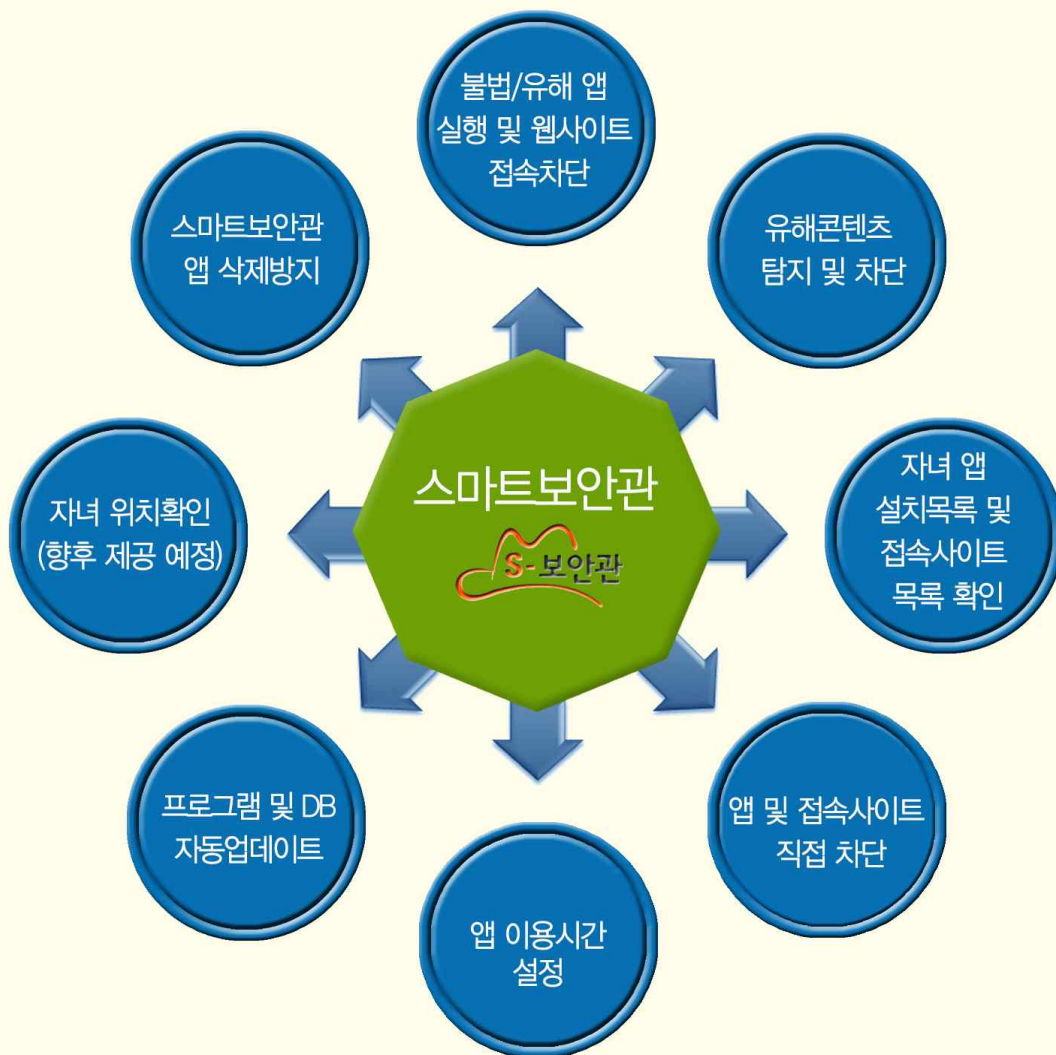 불법/유해 앱
실행 및 웹사이트
접속차단
유해콘텐츠
탐지 및 차단
자녀 앱
설치목록 및
접속사이트
목록 확인
앱 및 접속사이트
직접 차단
앱 이용시간
설정
프로그램 및 DB
자동업데이트
자녀 위치확인
(향후 제공 예정)
스마트보안관
앱 삭제방지
스마트보안관
S-보안관